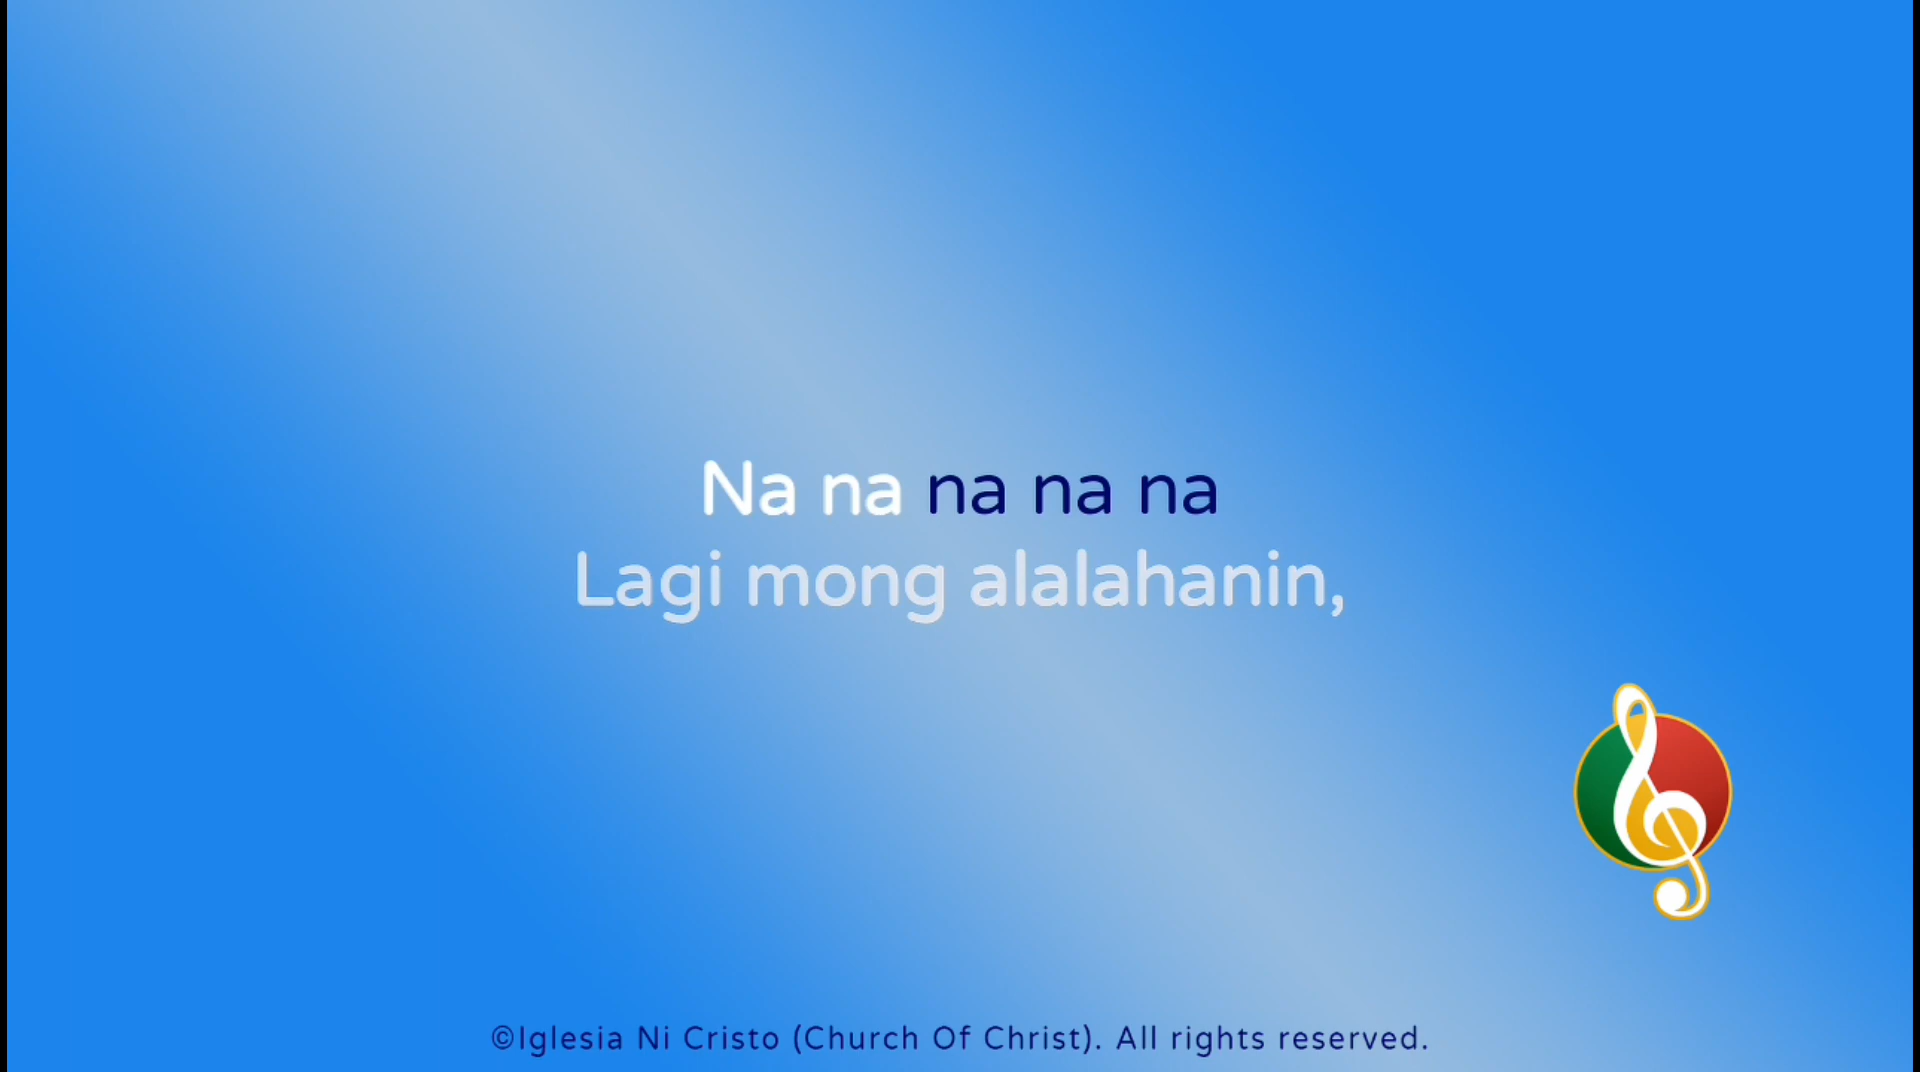 Na na na na na
Lagi mong alalahanin,
©Iglesia Ni Cristo (Church Of Christ). All rights reserved.